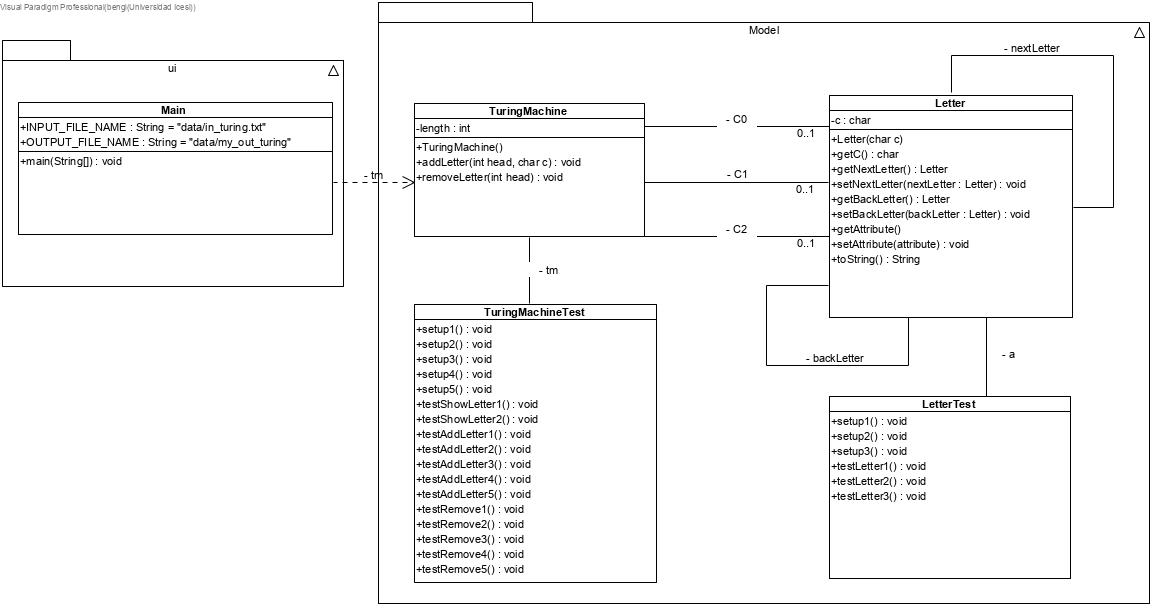 Visual Paradigm Professional(bengi(Universidad Icesi))
ui
Main
+INPUT_FILE_NAME : String = "data/in_turing.txt"
+OUTPUT_FILE_NAME : String = "data/my_out_turing"
+main(String[]) : void
- tm
Model
TuringMachine
-length : int
+TuringMachine()
+addLetter(int head, char c) : void
+removeLetter(int head) : void
- C0
0..1
- C1
0..1
- C2
0..1
- nextLetter
Letter
-c : char
+Letter(char c)
+getC() : char
+getNextLetter() : Letter
+setNextLetter(nextLetter : Letter) : void
+getBackLetter() : Letter
+setBackLetter(backLetter : Letter) : void
+getAttribute()
+setAttribute(attribute) : void
+toString() : String
- backLetter
- a
- tm
TuringMachineTest
+setup1() : void
+setup2() : void
+setup3() : void
+setup4() : void
+setup5() : void
+testShowLetter1() : void
+testShowLetter2() : void
+testAddLetter1() : void
+testAddLetter2() : void
+testAddLetter3() : void
+testAddLetter4() : void
+testAddLetter5() : void
+testRemove1() : void
+testRemove2() : void
+testRemove3() : void
+testRemove4() : void
+testRemove5() : void
LetterTest
+setup1() : void
+setup2() : void
+setup3() : void
+testLetter1() : void
+testLetter2() : void
+testLetter3() : void